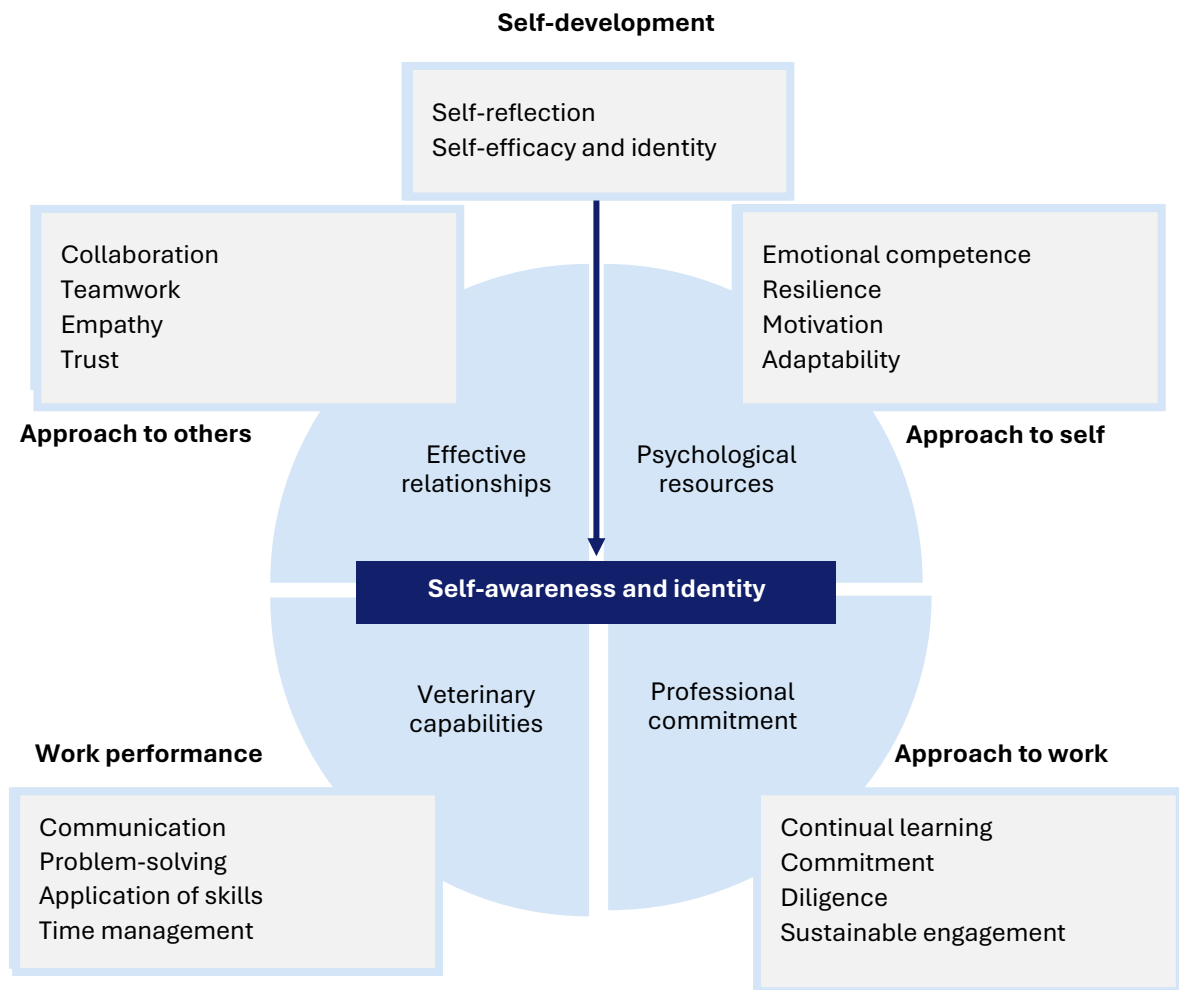 Self-development
Self-reflection
Self-efficacy and identity
Collaboration
Teamwork
Empathy
Trust
Approach to others
Emotional competence
Resilience
Motivation
Adaptability
Approach to self
Effective
relationships
Psychological
resources
Self-awareness and identity
Veterinary
capabilities
Professional
commitment
Work performance
Communication
Problem-solving
Application of skills
Time management
Approach to work
Continual learning
Commitment
Diligence
Sustainable engagement